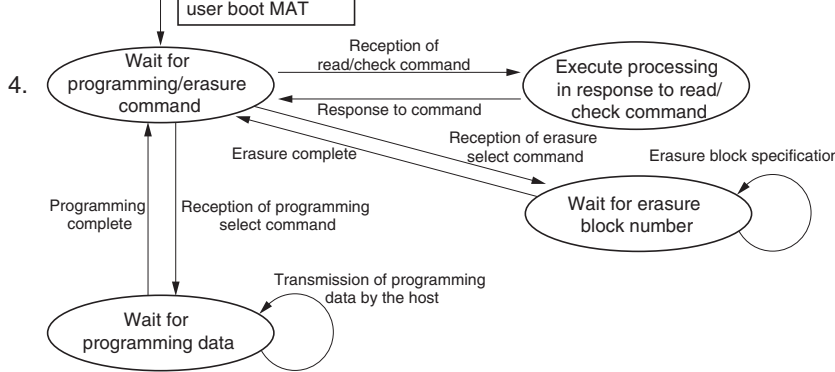 user boot MAT
4.
Wait for
programming/erasure
command
Reception of
read/check command
Response to command
Execute processing
in response to read/
check command
Reception of erasure
select command
Erasure complete
Erasure block specification
Wait for erasure
block number
Programming
complete
Reception of programming
select command
Transmission of programming
data by the host
Wait for
programming data